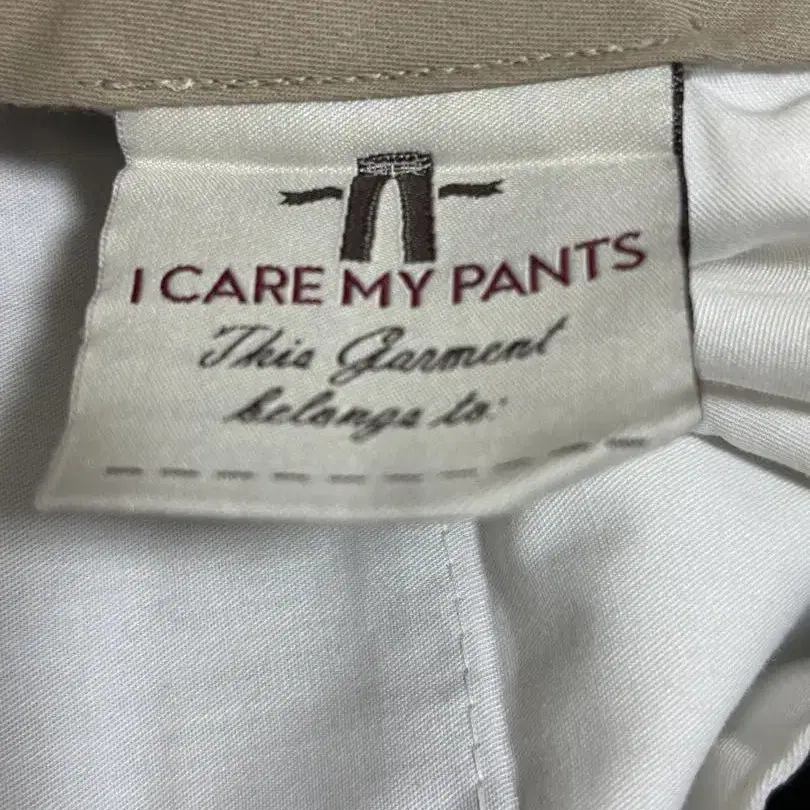 I CARE MY PANTS
This Garment
belongs to: